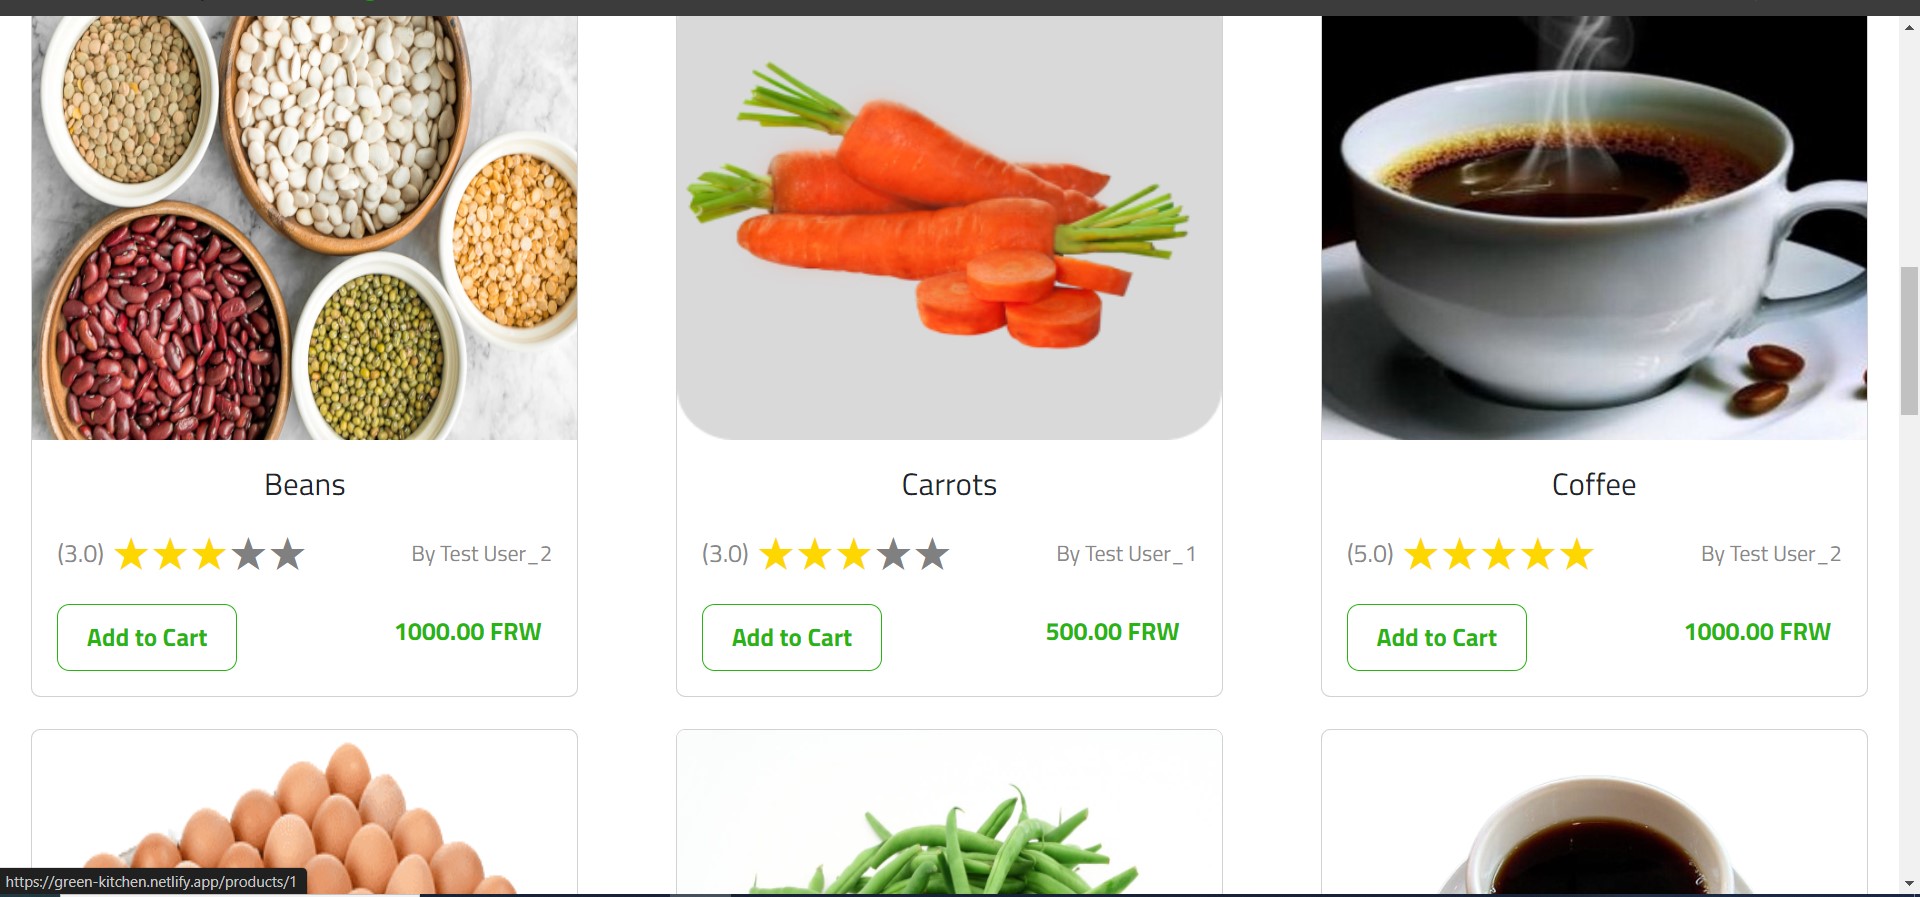 Beans
Carrots
Coffee
(3.0)
By Test User_2
(3.0)
By Test User_1
(5.0)
By Test User_2
Add to Cart
1000.00 FRW
Add to Cart
500.00 FRW
Add to Cart
1000.00 FRW
https://green-kitchen.netlify.app/products/1